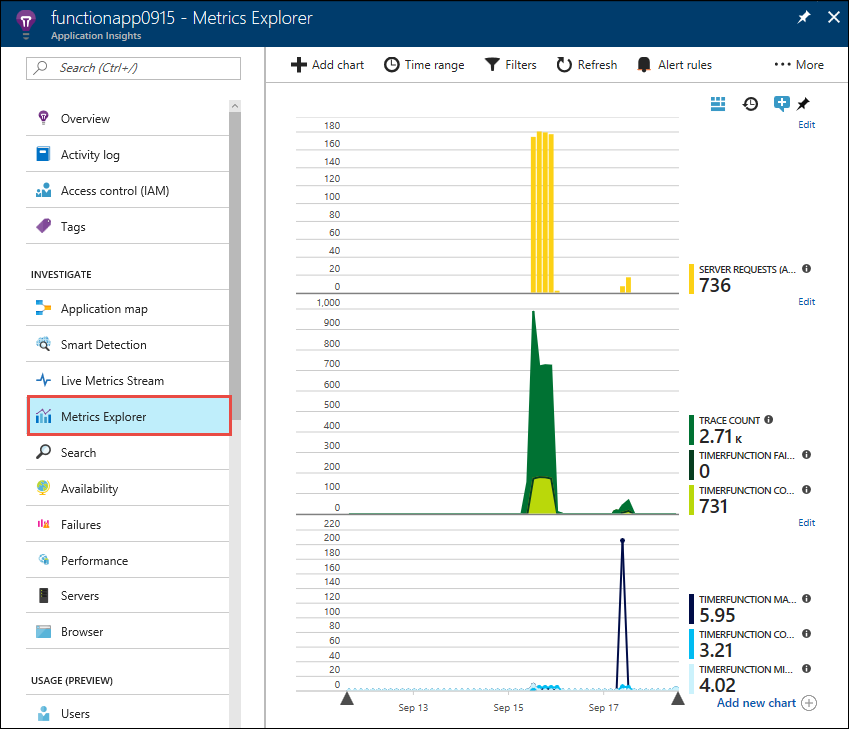 functionapp0915 - Metrics Explorer
Application Insights
Search (Ctrl+/)
Overview
Activity log
Access control (IAM)
Tags
INVESTIGATE
Application map
Smart Detection
Live Metrics Stream
Metrics Explorer
Search
Availability
Failures
Performance
Servers
Browser
USAGE (PREVIEW)
Users
Add chart
Time range
Filters
Refresh
Alert rules
More
Edit
180
160
140
120
100
80
60
40
20
0
SERVER REQUESTS (A...
736
Edit
1,000
900
800
700
600
500
400
300
200
100
0
TRACE COUNT
2.71 K
TIMERFUNCTION FAI...
0
TIMERFUNCTION CO...
731
Edit
220
200
180
160
140
120
100
80
60
40
20
0
TIMERFUNCTION MA...
5.95
TIMERFUNCTION CO...
3.21
TIMERFUNCTION MI...
4.02
Sep 13
Sep 15
Sep 17
Add new chart